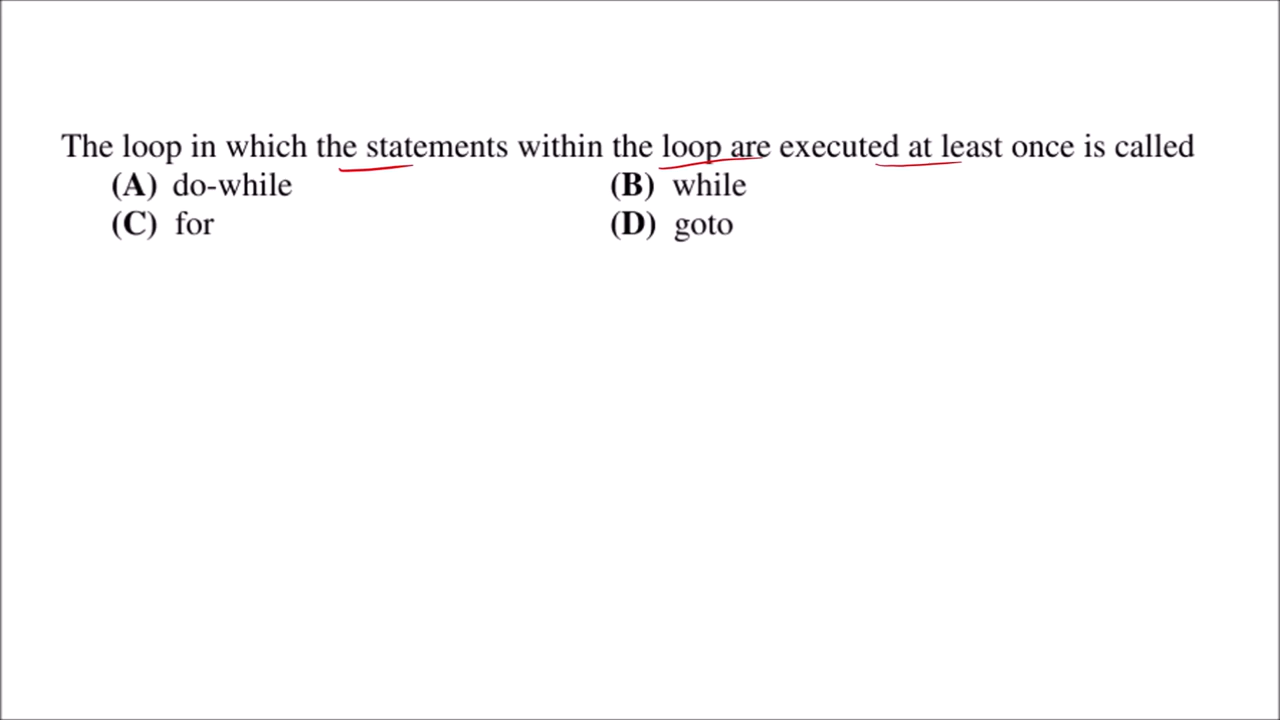 The loop in which the statements within the loop are executed at least once is called
(A) do-while (B) while
(C) for (D) goto